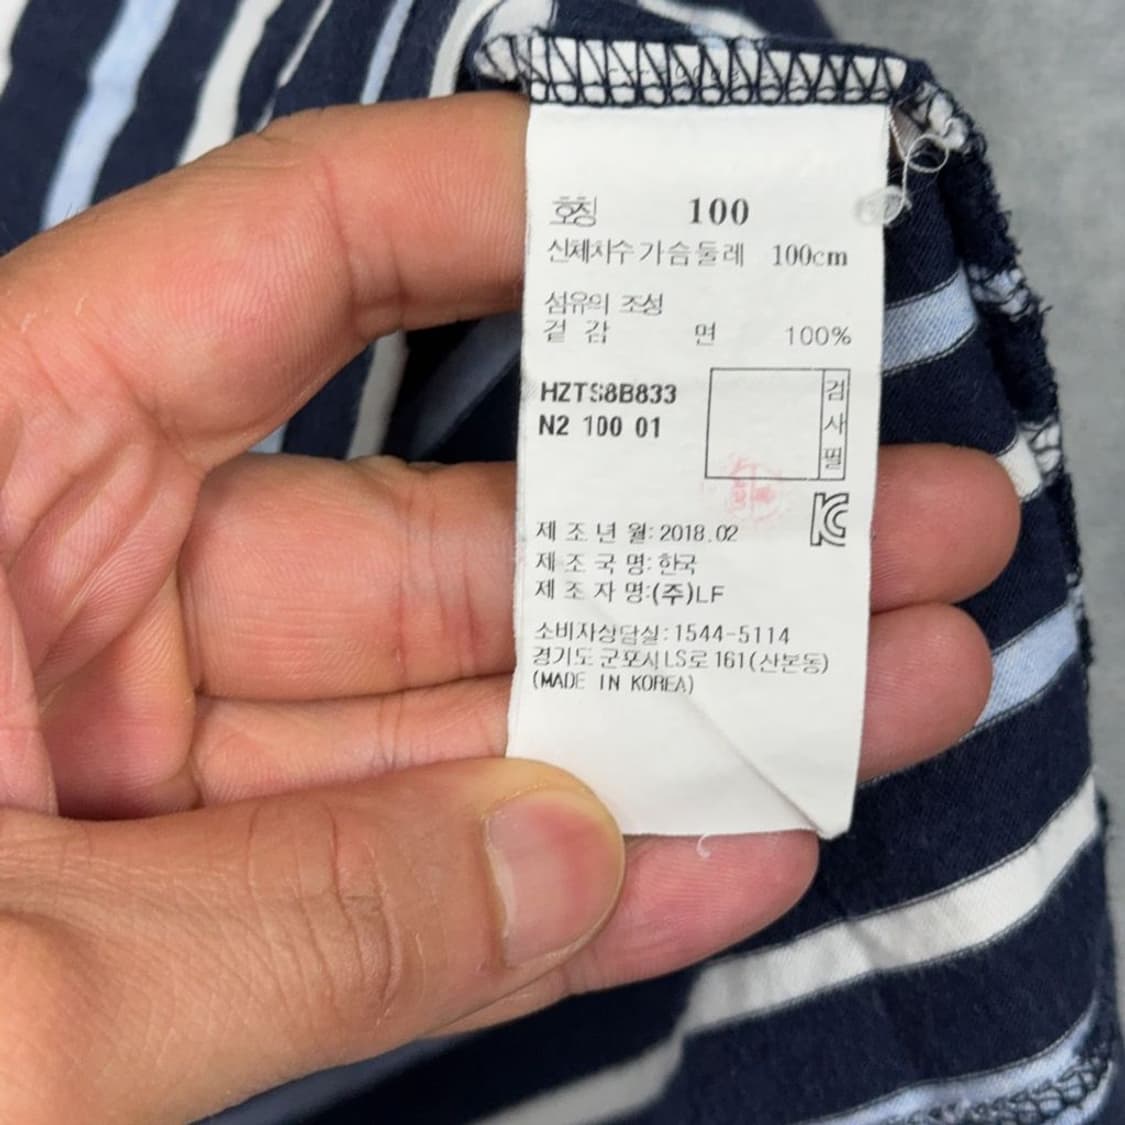 호칭 100
신체치수 가슴둘레 100cm
섬유의 조성
겉감 면 100%
HZTS8B833
N2 100 01
검사필
제조년월: 2018.02
제조국명: 한국
제조자명:(주)LF
소비자상담실:1544-5114
경기도 군포시 LS로 161(산본동)
(MADE IN KOREA)